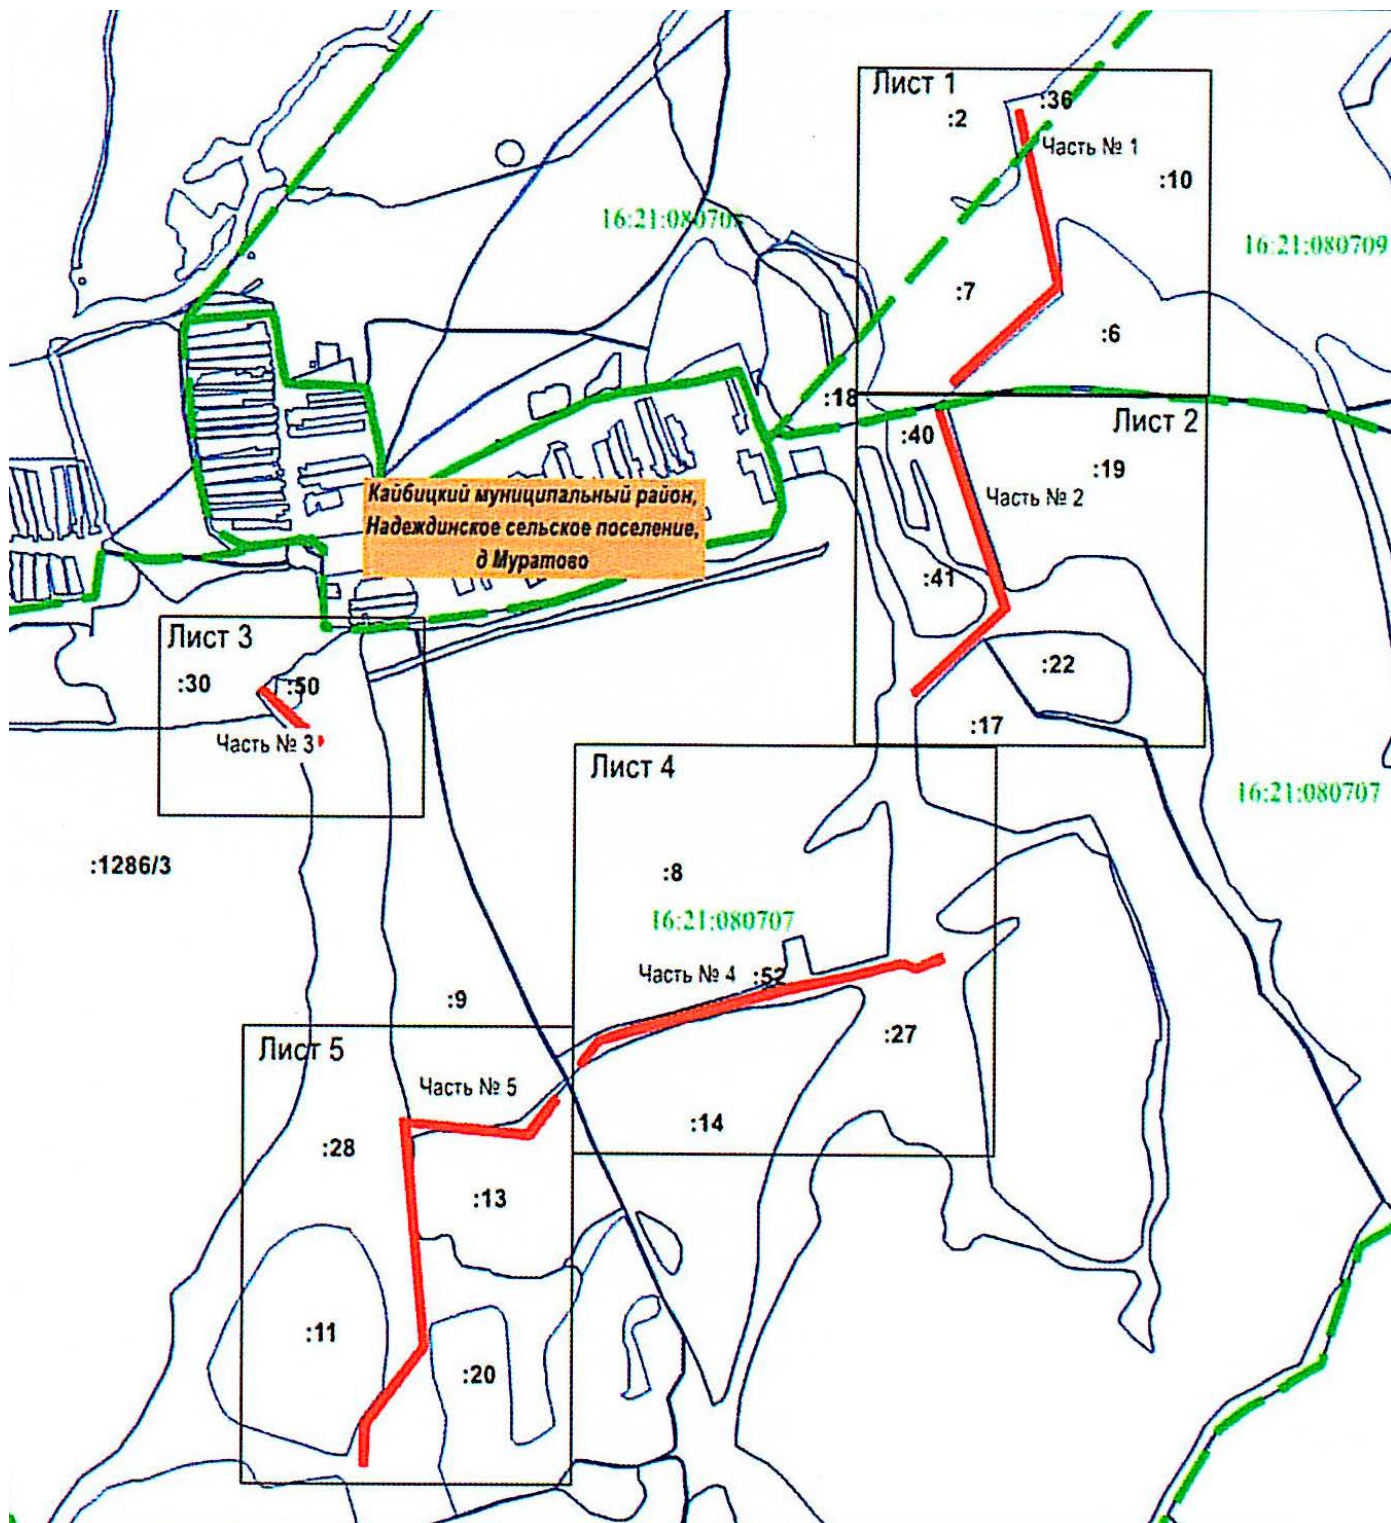 Лист 1
:36
:2
Часть № 1
:10
16:21:080707
16:21:080709
:7
:6
:18
:40
Лист 2
:19
Кайбицкий муниципальный район,
Надеждинское сельское поселение,
д Муратово
Часть № 2
:41
Лист 3
:22
:30
:50
:17
Часть № 3
Лист 4
16:21:080707
:1286/3
:8
16:21:080707
Часть № 4
:52
:9
:27
Лист 5
Часть № 5
:14
:28
:13
:11
:20